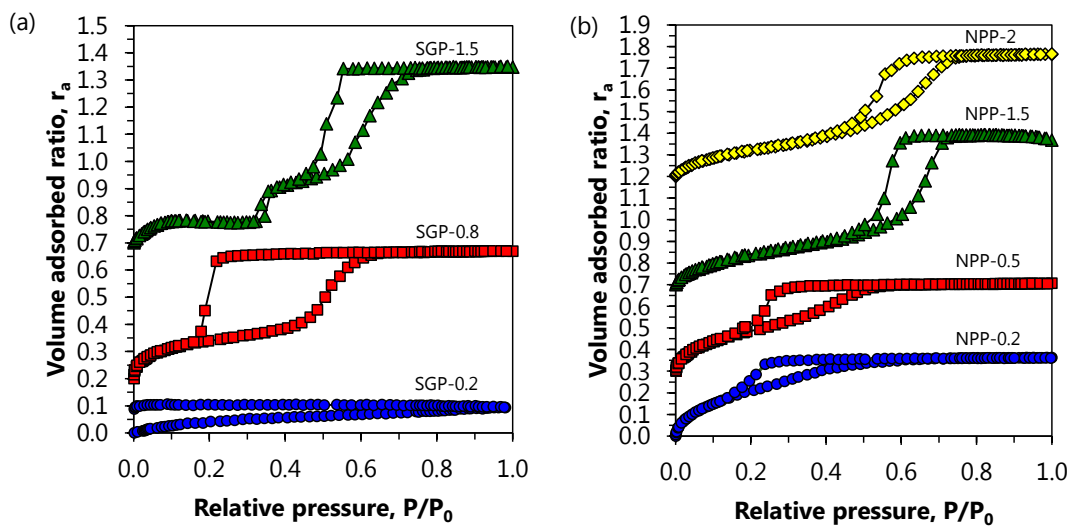 (a)
1.5
1.4
1.3
1.2
1.1
1.0
0.9
0.8
0.7
0.6
0.5
0.4
0.3
0.2
0.1
0.0
Volume adsorbed ratio, ra
SGP-1.5
SGP-0.8
SGP-0.2
0.0 0.2 0.4 0.6 0.8 1.0
Relative pressure, P/P0
(b)
1.9
1.8
1.7
1.6
1.5
1.4
1.3
1.2
1.1
1.0
0.9
0.8
0.7
0.6
0.5
0.4
0.3
0.2
0.1
0.0
Volume adsorbed ratio, ra
NPP-2
NPP-1.5
NPP-0.5
NPP-0.2
0.0 0.2 0.4 0.6 0.8 1.0
Relative pressure, P/P0